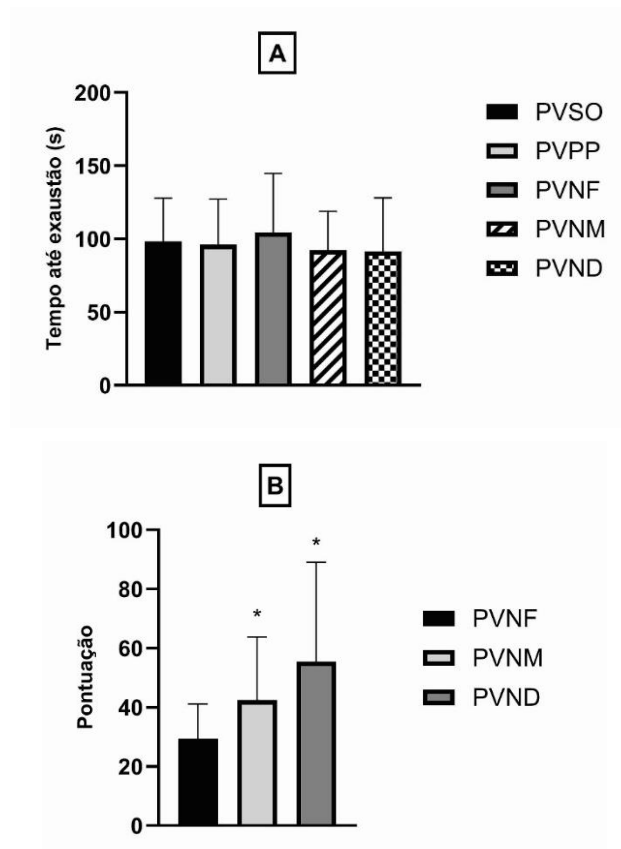 A
Tempo até exaustão (s)
200
150
100
50
0
PVSO
PVPP
PVNF
PVNM
PVND
B
Pontuação
100
80
60
40
20
0
*
*
PVNF
PVNM
PVND